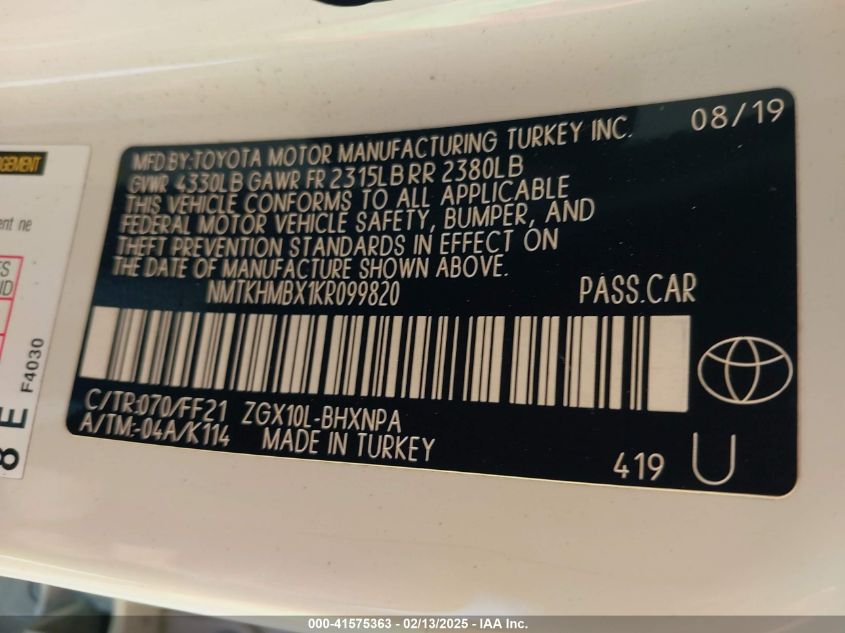 08/19
MFD.BY:TOYOTA MOTOR MANUFACTURING TURKEY INC.
GVWR 4330LB GAWR FR 2315LB RR 2380LB
THIS VEHICLE CONFORMS TO ALL APPLICABLE
FEDERAL MOTOR VEHICLE SAFETY, BUMPER, AND
THEFT PREVENTION STANDARDS IN EFFECT ON
THE DATE OF MANUFACTURE SHOWN ABOVE.
NMTKHMBX1KR099820 PASS.CAR
C/TR:070/FF21 ZGX10L-BHXNPA
A/TM:-04A/K114 MADE IN TURKEY
419 U
F4030
8 E
000-41575363 - 02/13/2025 - IAA Inc.